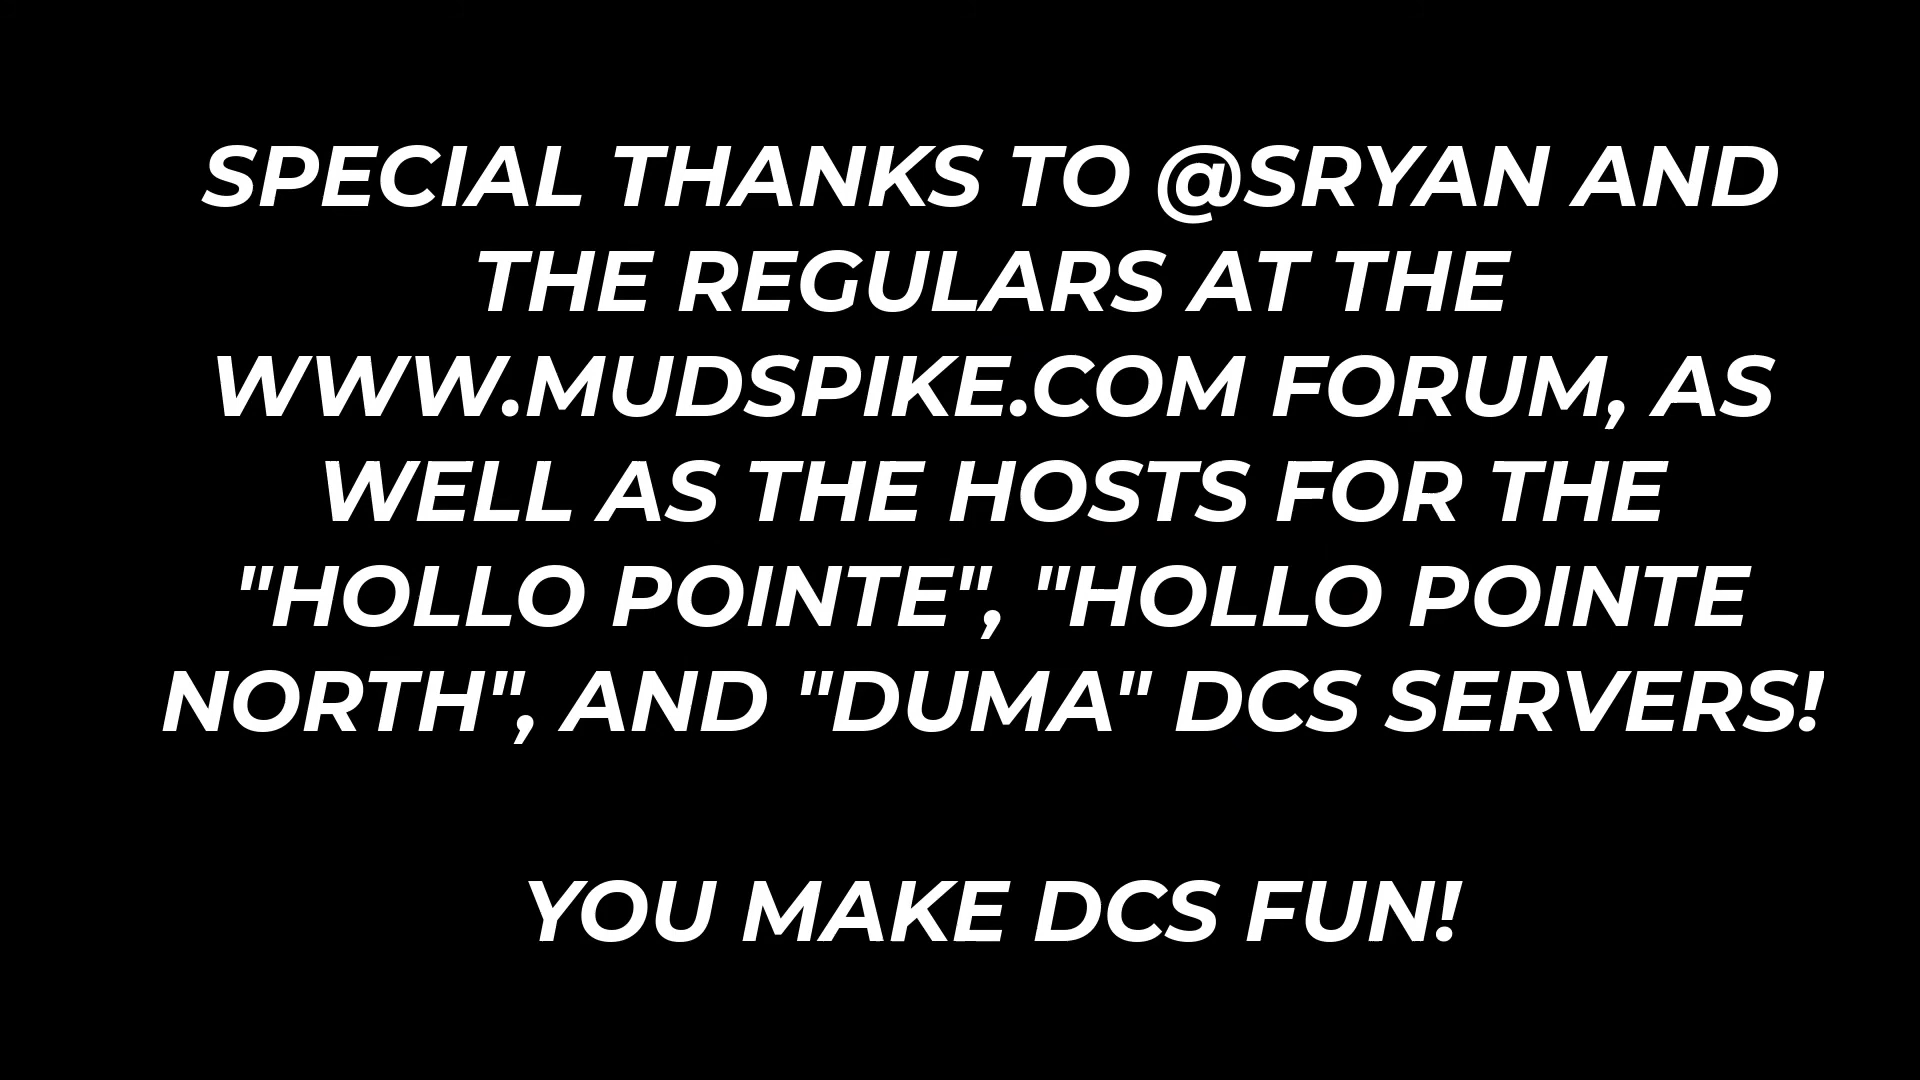 SPECIAL THANKS TO @SRYAN AND
THE REGULARS AT THE
WWW.MUDSPIKE.COM FORUM, AS
WELL AS THE HOSTS FOR THE
"HOLLO POINTE", "HOLLO POINTE
NORTH", AND "DUMA" DCS SERVERS!
YOU MAKE DCS FUN!